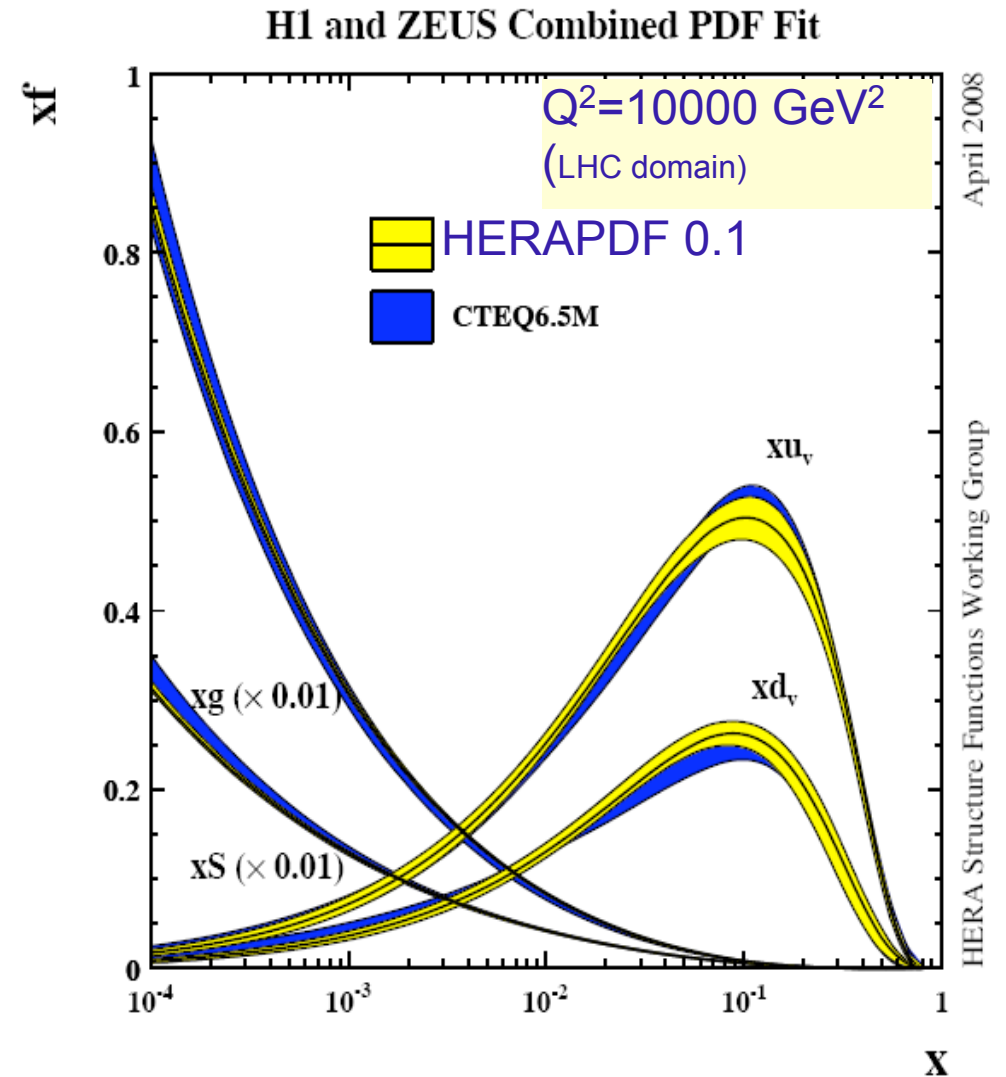 H1 and ZEUS Combined PDF Fit
xf
1
0.8
0.6
0.4
0.2
0
Q²=10000 GeV²
(LHC domain)
HERAPDF 0.1
CTEQ6.5M
xuᵥ
xdᵥ
xg (× 0.01)
xS (× 0.01)
10⁻⁴ 10⁻³ 10⁻² 10⁻¹ 1
x
April 2008
HERA Structure Functions Working Group